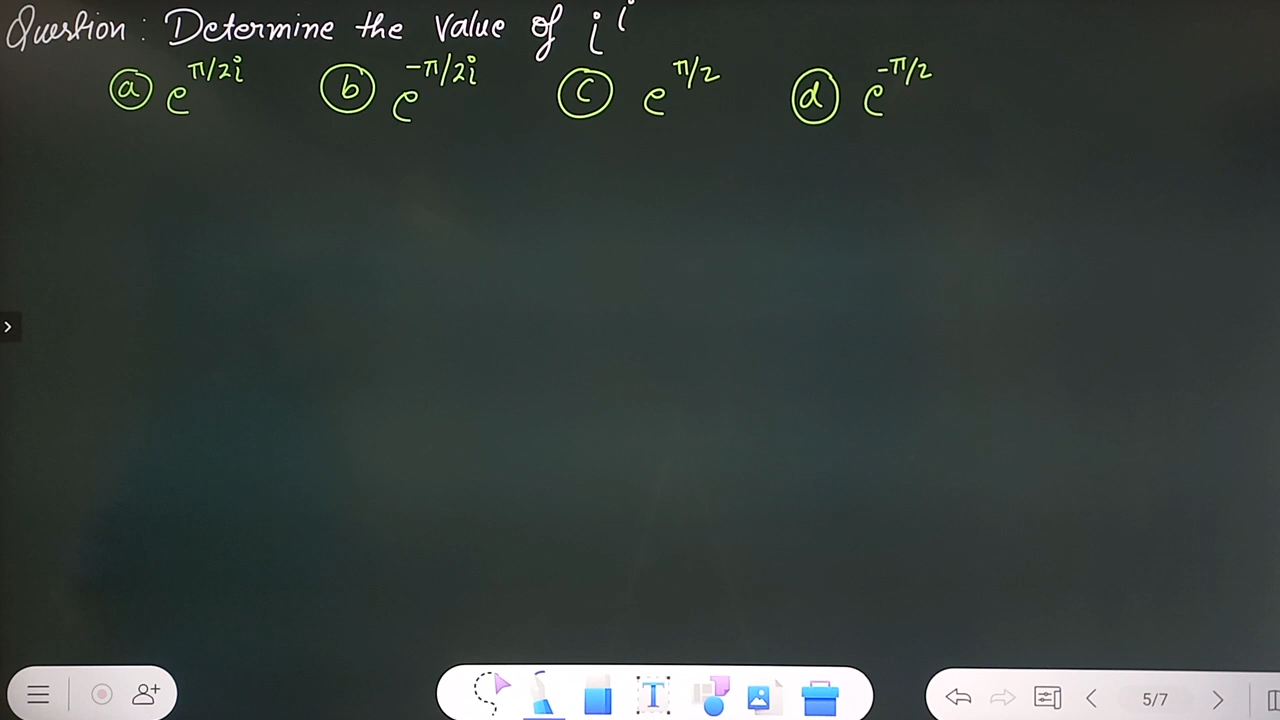 Question: Determine the value of i^i
(a) e^π/2i (b) e^-π/2i (c) e^π/2 (d) e^-π/2
T
5/7